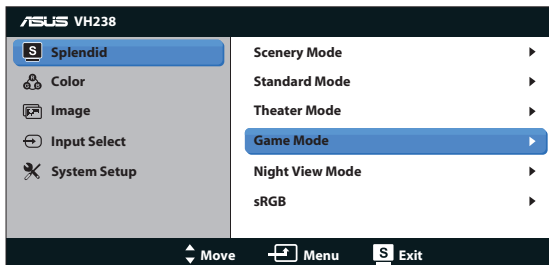 ASUS VH238
S Splendid
Color
Image
Input Select
System Setup
Scenery Mode
Standard Mode
Theater Mode
Game Mode
Night View Mode
sRGB
Move Menu S Exit